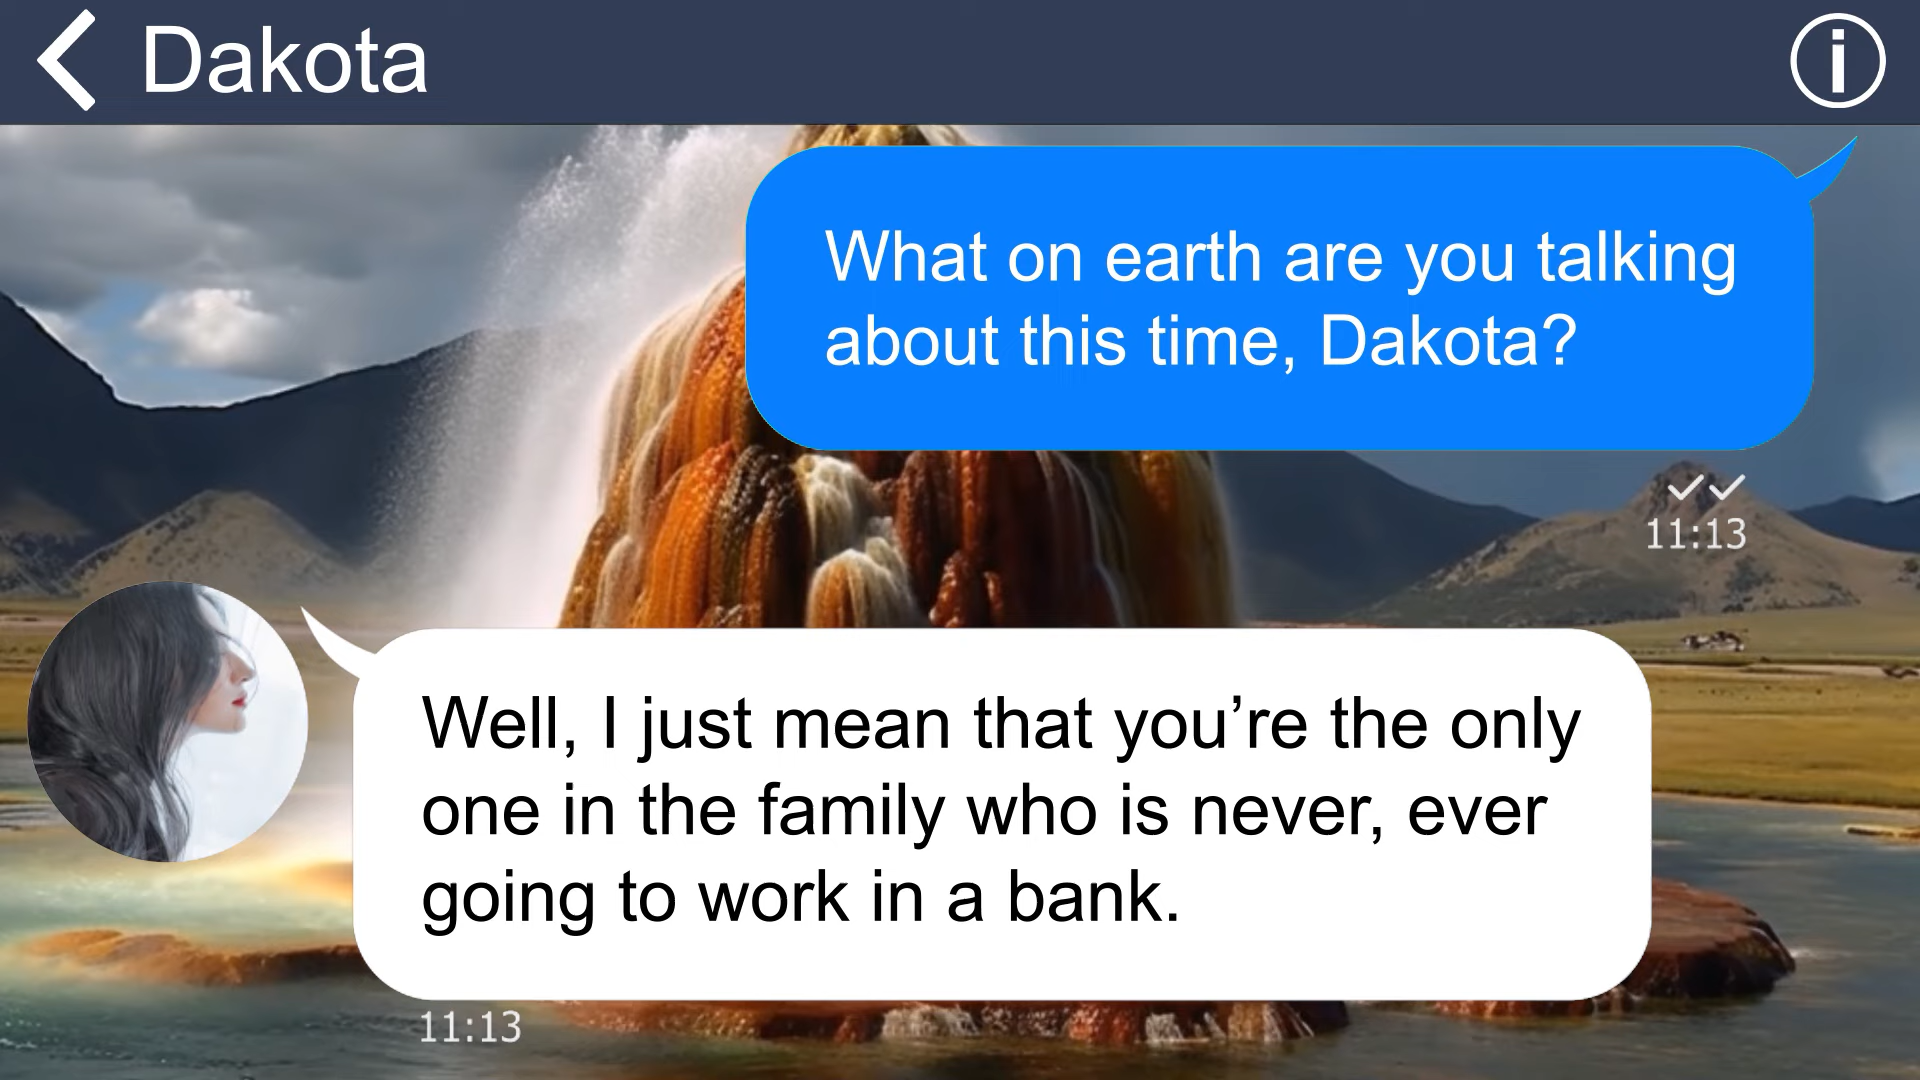 Dakota
What on earth are you talking
about this time, Dakota?
11:13
Well, I just mean that you’re the only
one in the family who is never, ever
going to work in a bank.
11:13